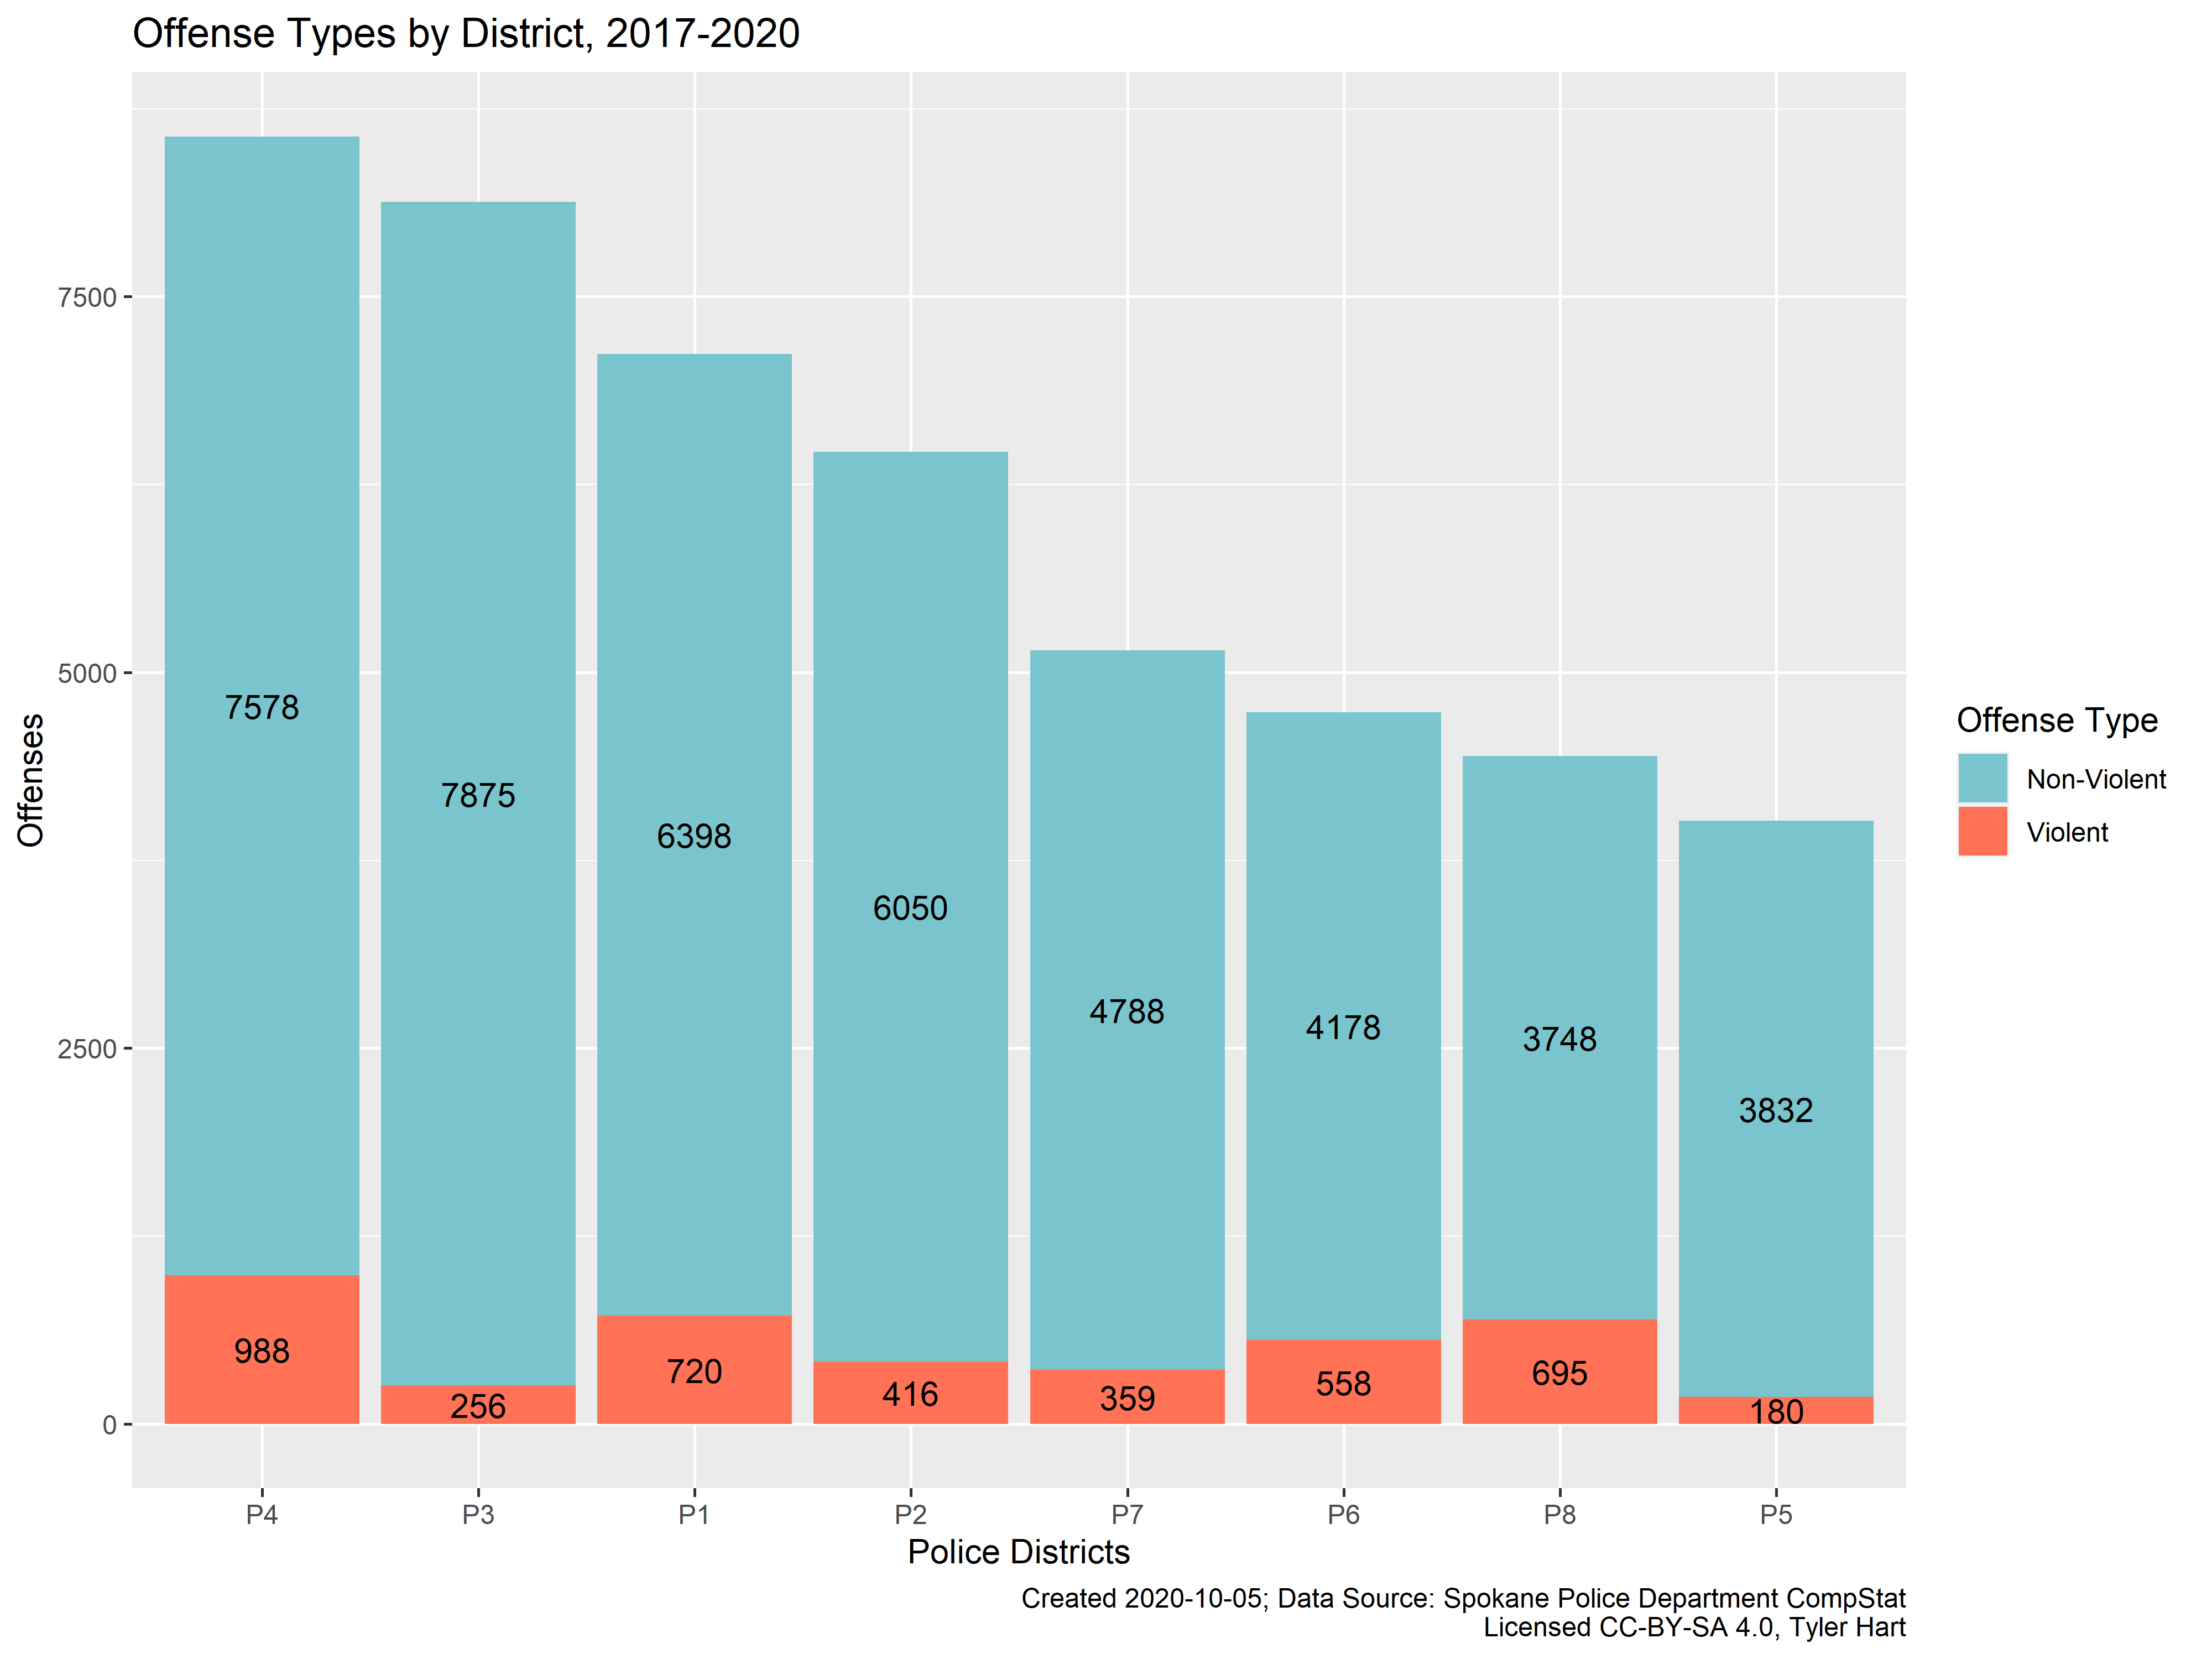 Offense Types by District, 2017-2020
Offenses
7500
5000
2500
0
7578
7875
6398
6050
4788
4178
3748
3832
988
256
720
416
359
558
695
180
P4
P3
P1
P2
P7
P6
P8
P5
Police Districts
Offense Type
Non-Violent
Violent
Created 2020-10-05; Data Source: Spokane Police Department CompStat
Licensed CC-BY-SA 4.0, Tyler Hart